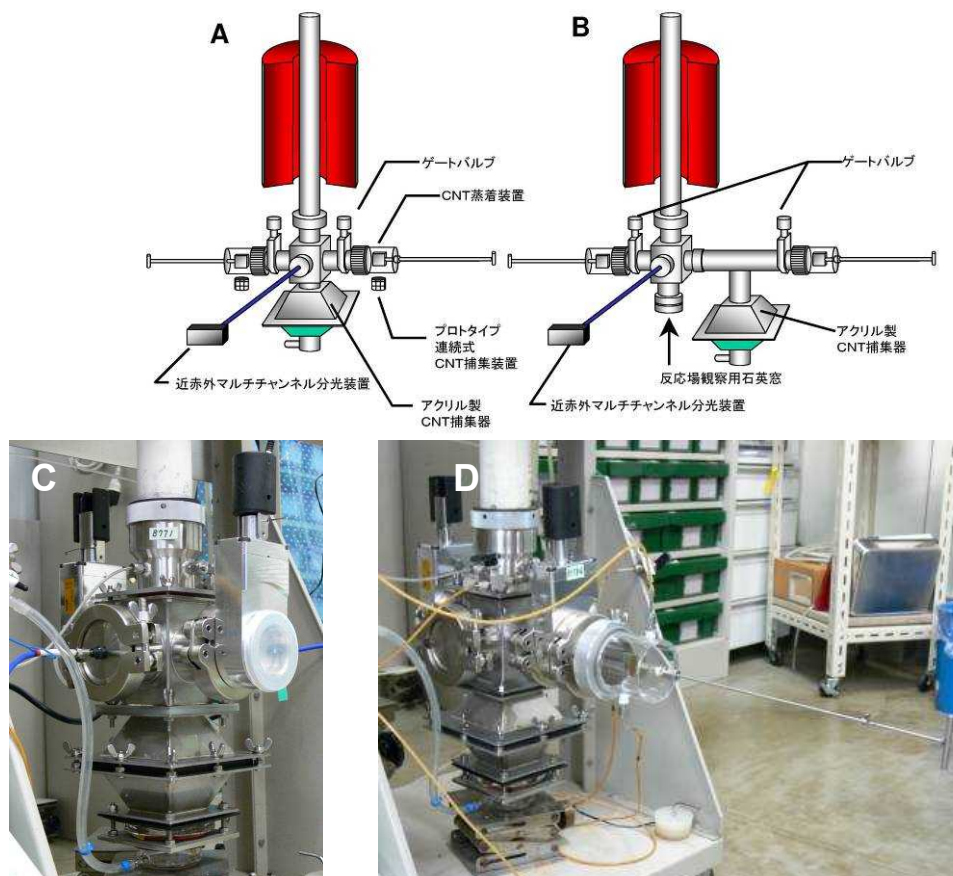 A
ゲートバルブ
CNT蒸着装置
プロトタイプ
連続式
CNT捕集装置
近赤外マルチチャンネル分光装置
アクリル製
CNT捕集器
B
ゲートバルブ
アクリル製
CNT捕集器
反応場観察用石英窓
近赤外マルチチャンネル分光装置
C
8771
D